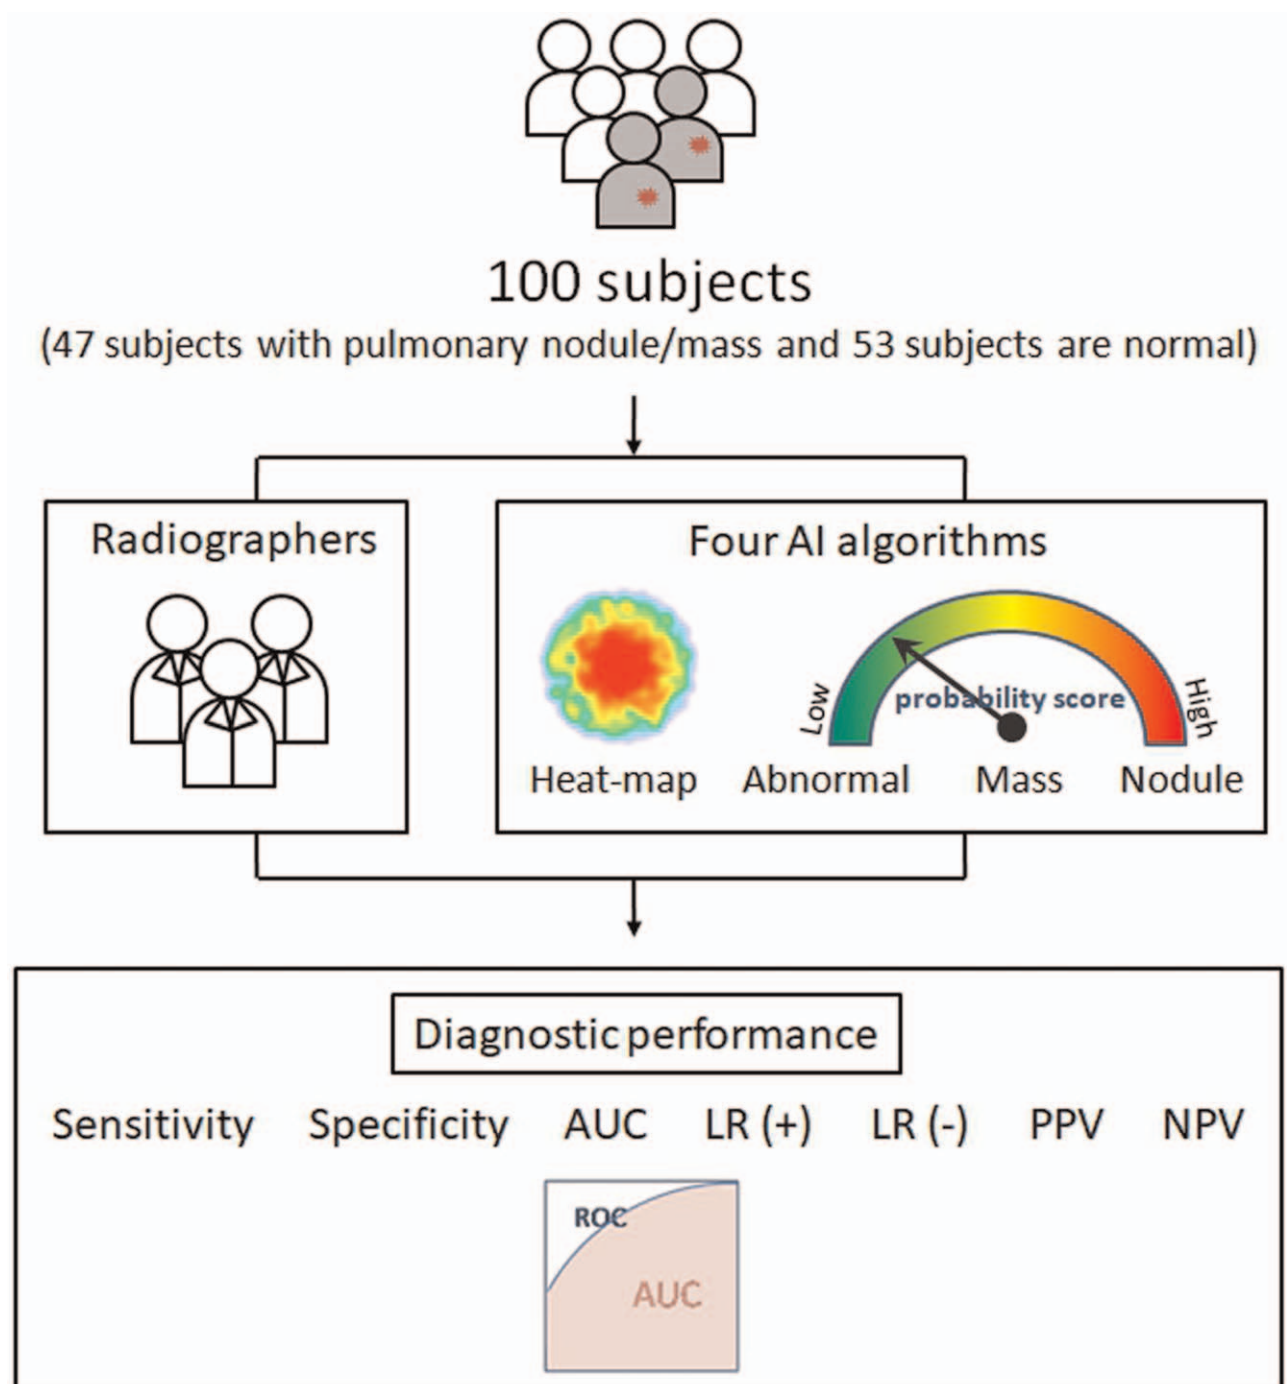 100 subjects
(47 subjects with pulmonary nodule/mass and 53 subjects are normal)
Radiographers
Four AI algorithms
Low
probability score
High
Heat-map
Abnormal
Mass
Nodule
Diagnostic performance
Sensitivity Specificity AUC LR (+) LR (-) PPV NPV
ROC
AUC